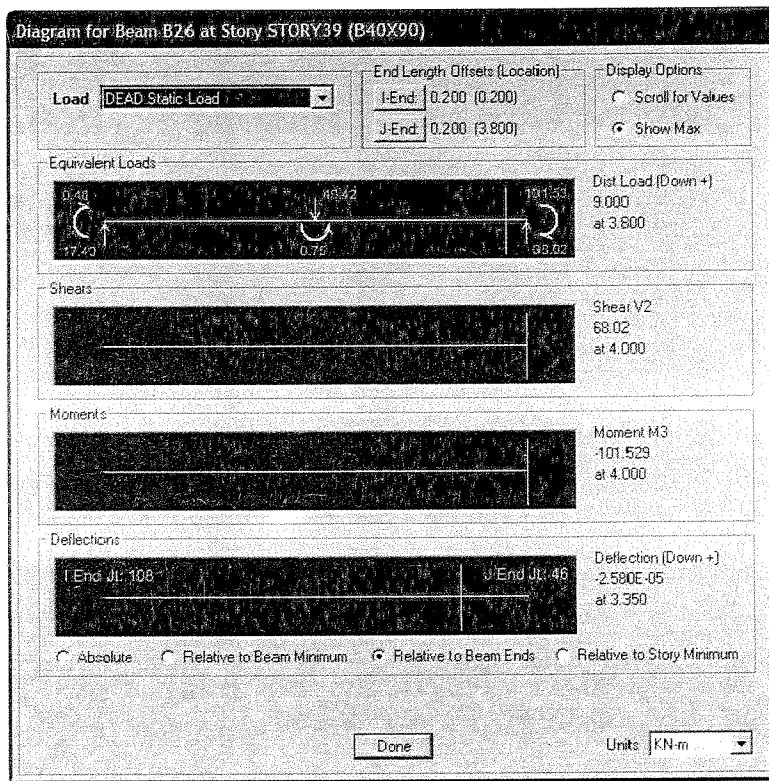 Diagram for Beam B26 at Story STORY39 (B40X90)
Load DEAD Static Load
End Length Offsets (Location)
I-End: 0.200 (0.200)
J-End: 0.200 (3.800)
Display Options
Scroll for Values
Show Max
Equivalent Loads
49.42
17.40
0.75
68.02
Dist Load (Down +)
9.000
at 3.800
Shears
Shear V2
68.02
at 4.000
Moments
Moment M3
-101.529
at 4.000
Deflections
I End Jt: 108
J End Jt: 46
Deflection (Down +)
-2.580E-05
at 3.350
Absolute
Relative to Beam Minimum
Relative to Beam Ends
Relative to Story Minimum
Done
Units KN-m